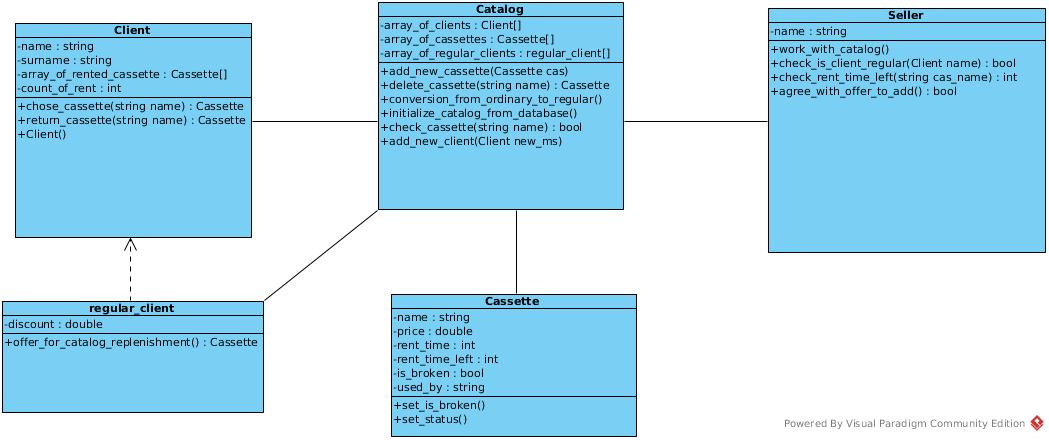 Client
-name : string
-surname : string
-array_of_rented_cassette : Cassette[]
-count_of_rent : int
+chose_cassette(string name) : Cassette
+return_cassette(string name) : Cassette
+Client()
Catalog
-array_of_clients : Client[]
-array_of_cassettes : Cassette[]
-array_of_regular_clients : regular_client[]
+add_new_cassette(Cassette cas)
+delete_cassette(string name) : Cassette
+conversion_from_ordinary_to_regular()
+initialize_catalog_from_database()
+check_cassette(string name) : bool
+add_new_client(Client new_ms)
Seller
-name : string
+work_with_catalog()
+check_is_client_regular(Client name) : bool
+check_rent_time_left(string cas_name) : int
+agree_with_offer_to_add() : bool
regular_client
-discount : double
+offer_for_catalog_replenishment() : Cassette
Cassette
-name : string
-price : double
-rent_time : int
-rent_time_left : int
-is_broken : bool
-used_by : string
+set_is_broken()
+set_status()
Powered By Visual Paradigm Community Edition